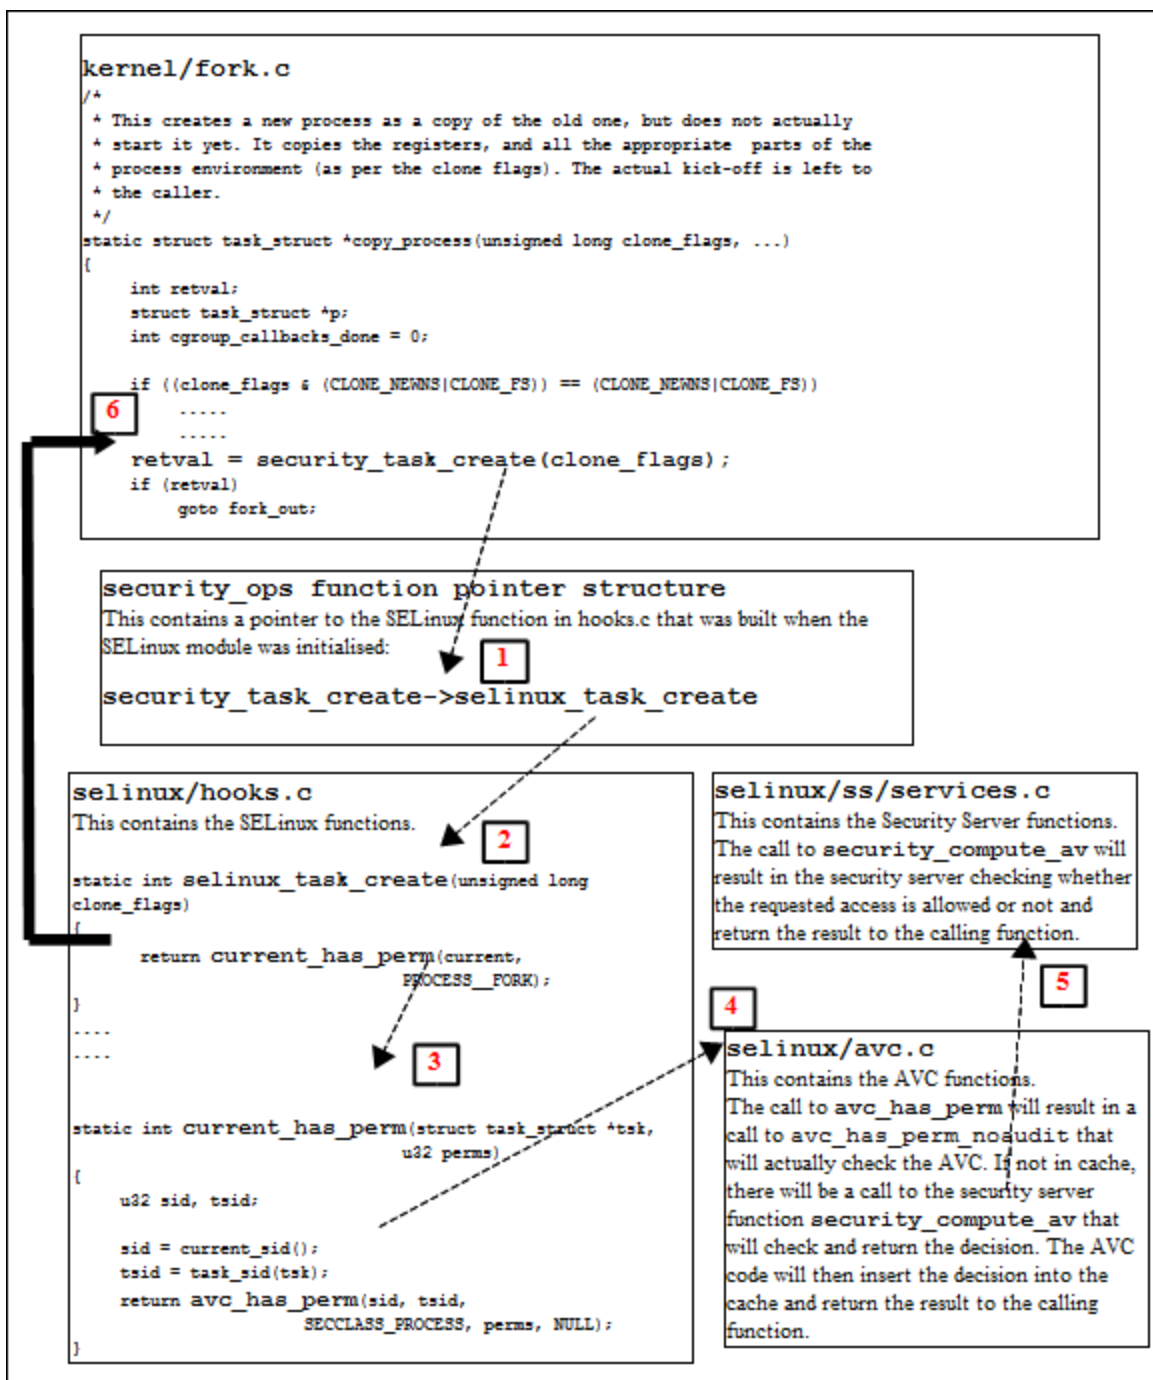 kernel/fork.c
/*
* This creates a new process as a copy of the old one, but does not actually
* start it yet. It copies the registers, and all the appropriate parts of the
* process environment (as per the clone flags). The actual kick-off is left to
* the caller.
*/
static struct task_struct *copy_process(unsigned long clone_flags, ...)
{
int retval;
struct task_struct *p;
int cgroup_callbacks_done = 0;
if ((clone_flags & (CLONE_NEWNS|CLONE_FS)) == (CLONE_NEWNS|CLONE_FS))
6
.....
.....
retval = security_task_create(clone_flags);
if (retval)
goto fork_out;
security_ops function pointer structure
This contains a pointer to the SELinux function in hooks.c that was built when the
SELinux module was initialised:
1
security_task_create->selinux_task_create
selinux/hooks.c
This contains the SELinux functions.
2
static int selinux_task_create(unsigned long
clone_flags)
{
return current_has_perm(current,
PROCESS__FORK);
}
....
....
3
static int current_has_perm(struct task_struct *tsk,
u32 perms)
{
u32 sid, tsid;
sid = current_sid();
tsid = task_sid(tsk);
return avc_has_perm(sid, tsid,
SECCLASS_PROCESS, perms, NULL);
}
selinux/ss/services.c
This contains the Security Server functions.
The call to security_compute_av will
result in the security server checking whether
the requested access is allowed or not and
return the result to the calling function.
5
4
selinux/avc.c
This contains the AVC functions.
The call to avc_has_perm will result in a
call to avc_has_perm_noaudit that
will actually check the AVC. If not in cache,
there will be a call to the security server
function security_compute_av that
will check and return the decision. The AVC
code will then insert the decision into the
cache and return the result to the calling
function.